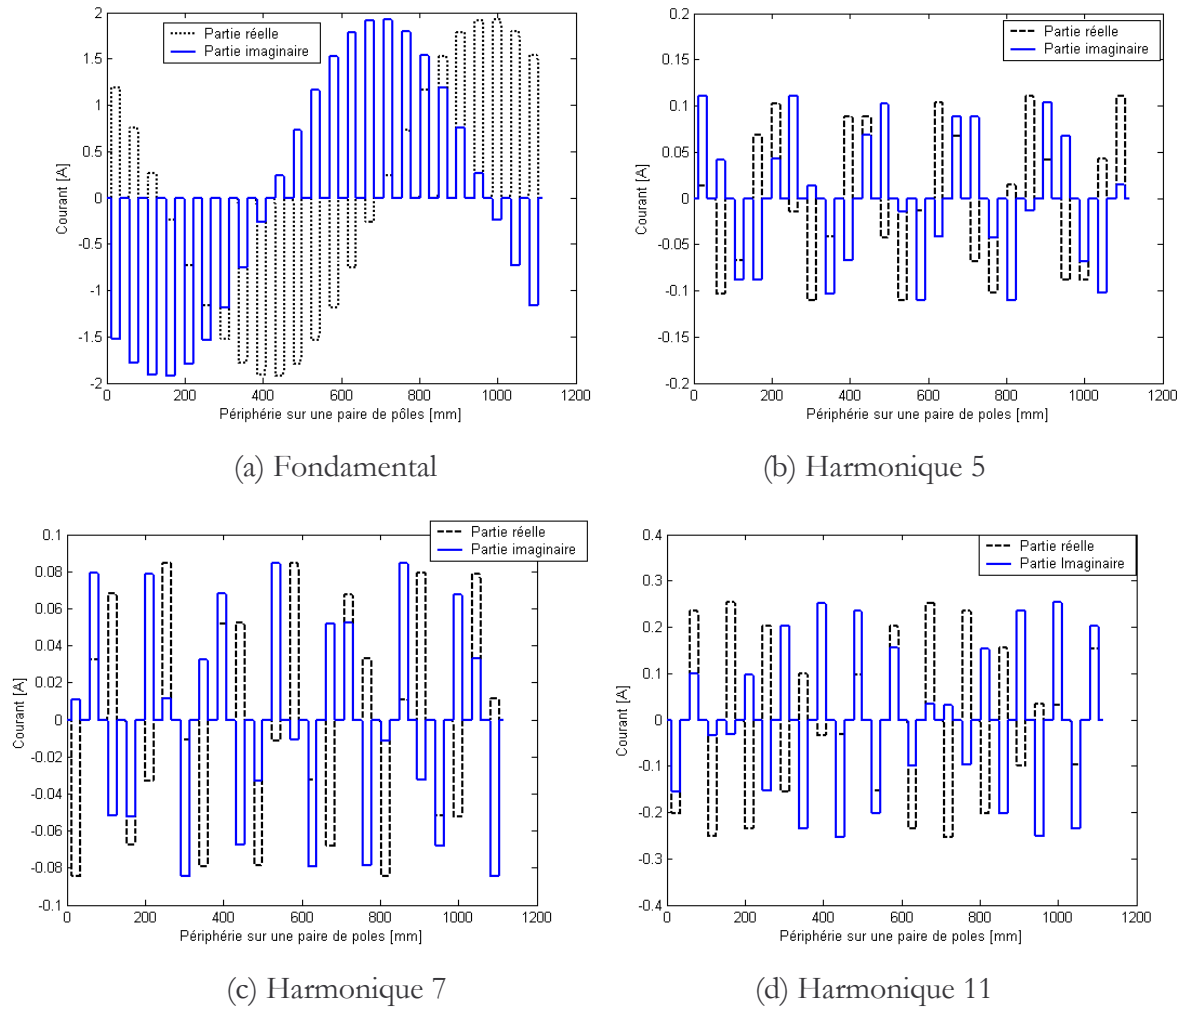 Partie réelle
Partie imaginaire
2
1.5
1
0.5
0
-0.5
-1
-1.5
-2
Courant [A]
0 200 400 600 800 1000 1200
Périphérie sur une paire de pôles [mm]
(a) Fondamental
Partie réelle
Partie imaginaire
0.2
0.15
0.1
0.05
0
0.05
-0.1
0.15
-0.2
Courant [A]
0 200 400 600 800 1000 1200
Périphérie sur une paire de poles [mm]
(b) Harmonique 5
Partie réelle
Partie imaginaire
0.1
0.08
0.06
0.04
0.02
0
-0.02
-0.04
-0.06
-0.08
-0.1
Courant [A]
0 200 400 600 800 1000 1200
Périphérie sur une paire de poles [mm]
(c) Harmonique 7
Partie réelle
Partie Imaginaire
0.4
0.3
0.2
0.1
0
-0.1
-0.2
-0.3
-0.4
Courant [A]
0 200 400 600 800 1000 1200
Périphérie sur une paire de poles [mm]
(d) Harmonique 11